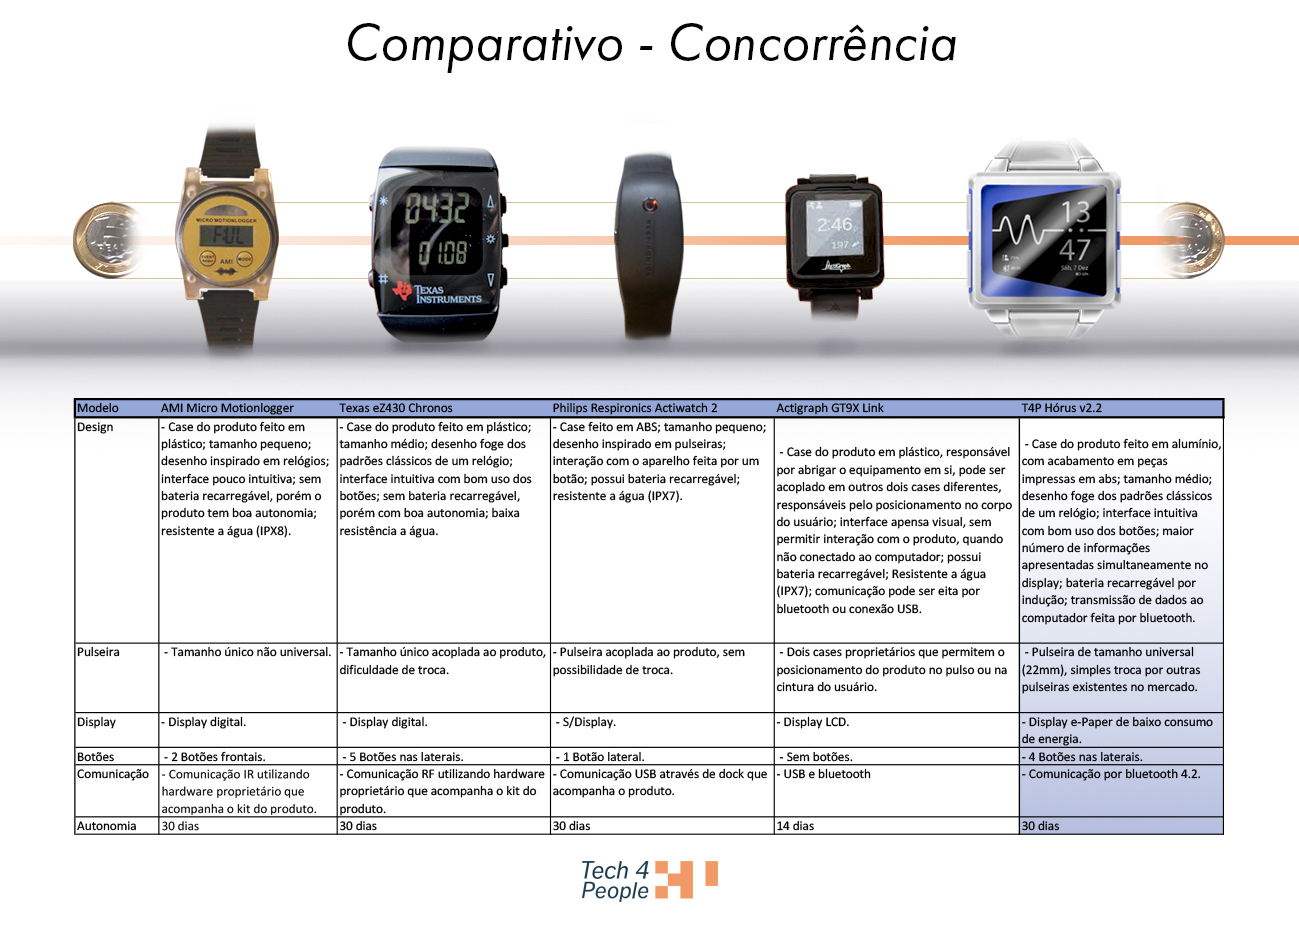 Comparativo - Concorrência
MICRO MOTIONLOGGER
AMI
MODE
0432
01:08
TEXAS
INSTRUMENTS
2:46
197
ActiGraph
13
47
Sáb, 7 Dez
Modelo
AMI Micro Motionlogger
Texas eZ430 Chronos
Philips Respironics Actiwatch 2
Actigraph GT9X Link
T4P Hórus v2.2
Design
- Case do produto feito em
plástico; tamanho pequeno;
desenho inspirado em relógios;
interface pouco intuitiva; sem
bateria recarregável, porém o
produto tem boa autonomia;
resistente a água (IPX8).
- Case do produto feito em plástico;
tamanho médio; desenho foge dos
padrões clássicos de um relógio;
interface intuitiva com bom uso dos
botões; sem bateria recarregável,
porém com boa autonomia; baixa
resistência a água.
- Case feito em ABS; tamanho pequeno;
desenho inspirado em pulseiras;
interação com o aparelho feita por um
botão; possui bateria recarregável;
resistente a água (IPX7).
- Case do produto em plástico, responsável
por abrigar o equipamento em si, pode ser
acoplado em outros dois cases diferentes,
responsáveis pelo posicionamento no corpo
do usuário; interface apensa visual, sem
permitir interação com o produto, quando
não conectado ao computador; possui
bateria recarregável; Resistente a água
(IPX7); comunicação pode ser eita por
bluetooth ou conexão USB.
- Case do produto feito em alumínio,
com acabamento em peças
impressas em abs; tamanho médio;
desenho foge dos padrões clássicos
de um relógio; interface intuitiva
com bom uso dos botões; maior
número de informações
apresentadas simultaneamente no
display; bateria recarregável por
indução; transmissão de dados ao
computador feita por bluetooth.
Pulseira
- Tamanho único não universal.
- Tamanho único acoplada ao produto,
dificuldade de troca.
- Pulseira acoplada ao produto, sem
possibilidade de troca.
- Dois cases proprietários que permitem o
posicionamento do produto no pulso ou na
cintura do usuário.
- Pulseira de tamanho universal
(22mm), simples troca por outras
pulseiras existentes no mercado.
Display
- Display digital.
- Display digital.
- S/Display.
- Display LCD.
- Display e-Paper de baixo consumo
de energia.
Botões
- 2 Botões frontais.
- 5 Botões nas laterais.
- 1 Botão lateral.
- Sem botões.
- 4 Botões nas laterais.
Comunicação
- Comunicação IR utilizando
hardware proprietário que
acompanha o kit do produto.
- Comunicação RF utilizando hardware
proprietário que acompanha o kit do
produto.
- Comunicação USB através de dock que
acompanha o produto.
- USB e bluetooth
- Comunicação por bluetooth 4.2.
Autonomia
30 dias
30 dias
30 dias
14 dias
30 dias
Tech 4
People